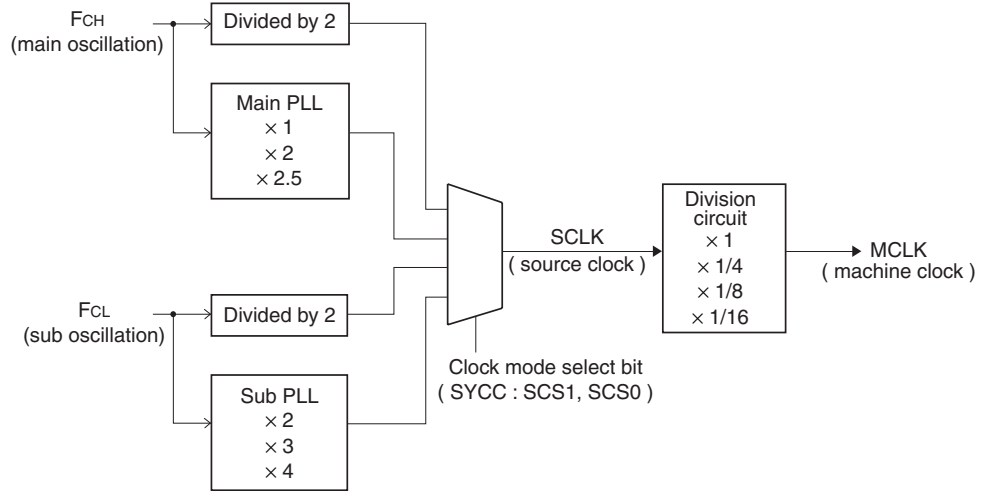 FCH
(main oscillation)
Divided by 2
Main PLL
× 1
× 2
× 2.5
FCL
(sub oscillation)
Divided by 2
Sub PLL
× 2
× 3
× 4
Clock mode select bit
( SYCC : SCS1, SCS0 )
SCLK
( source clock )
Division
circuit
× 1
× 1/4
× 1/8
× 1/16
MCLK
( machine clock )